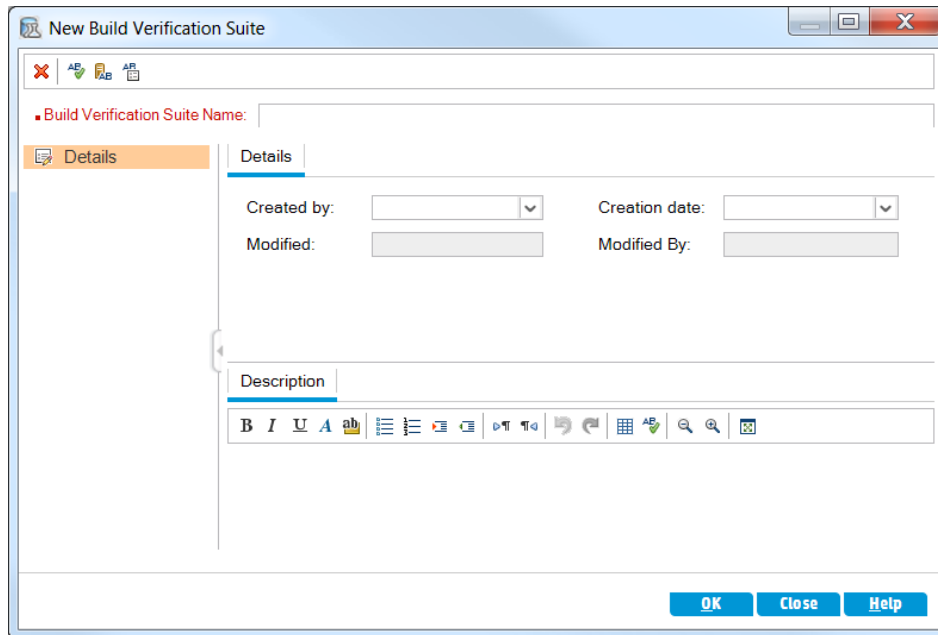 New Build Verification Suite
Build Verification Suite Name:
Details
Details
Created by:
Creation date:
Modified:
Modified By:
Description
B I U A ab
OK Close Help